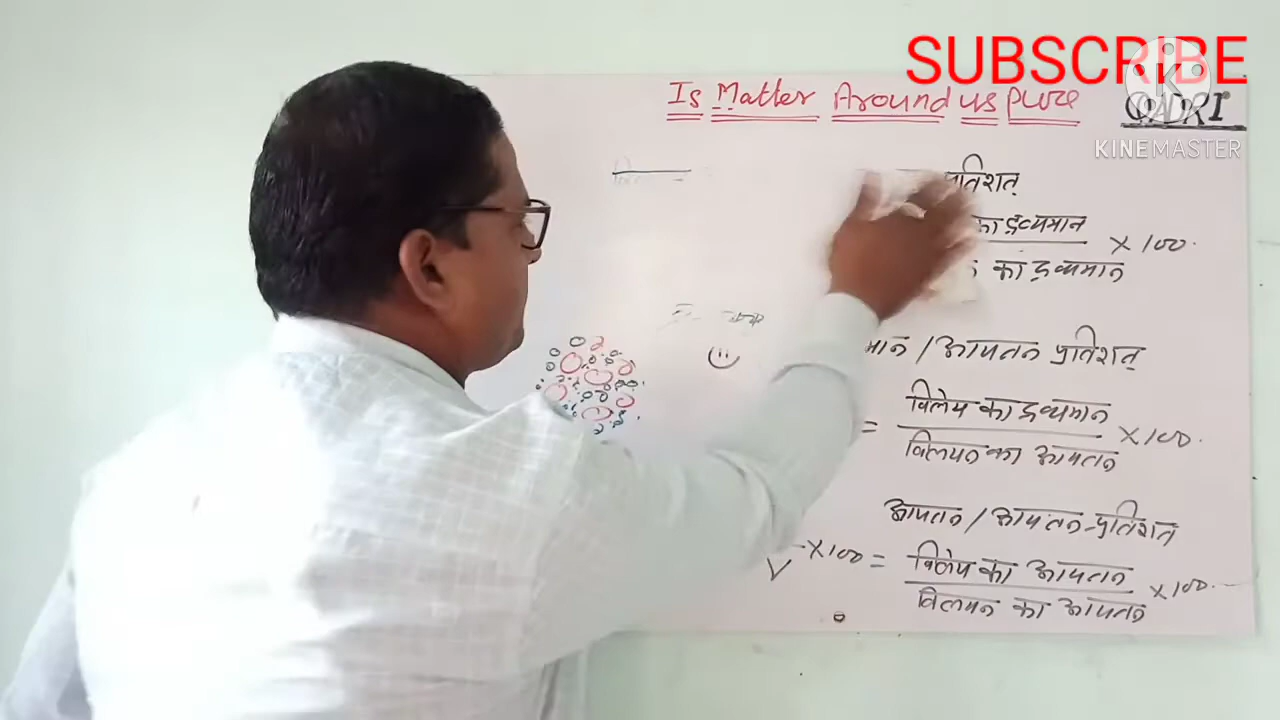 SUBSCRIBE
Is Matter Around us pure
QADRI
KINEMASTER
प्रतिशत
का द्रव्यमान × 100.
का द्रव्यमान
मान / आयतन प्रतिशत
= विलेय का द्रव्यमान × 100.
विलयन का आयतन
आयतन / आयतन प्रतिशत
× 100 = विलेय का आयतन × 100.
V विलयन का आयतन